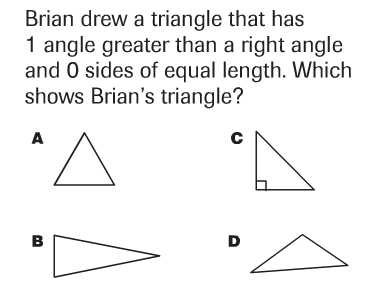 Brian drew a triangle that has
1 angle greater than a right angle
and 0 sides of equal length. Which
shows Brian's triangle?
A
C
B
D